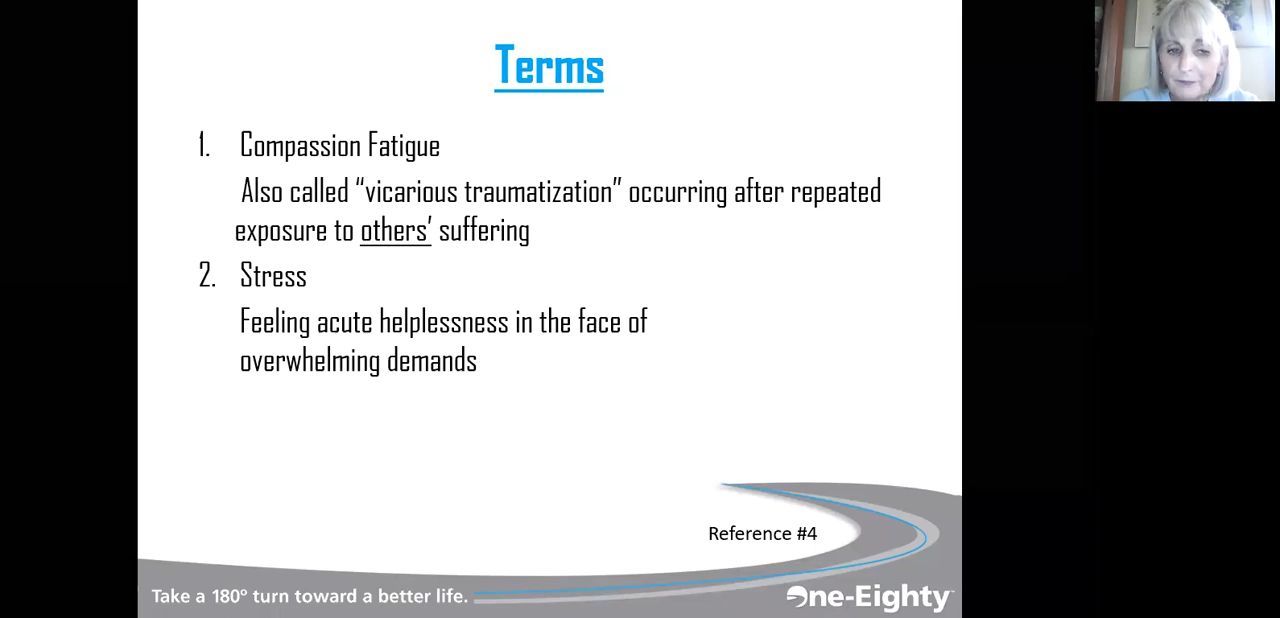 Terms
1. Compassion Fatigue
Also called “vicarious traumatization” occurring after repeated
exposure to others’ suffering
2. Stress
Feeling acute helplessness in the face of
overwhelming demands
Reference #4
Take a 180° turn toward a better life.
One-Eighty